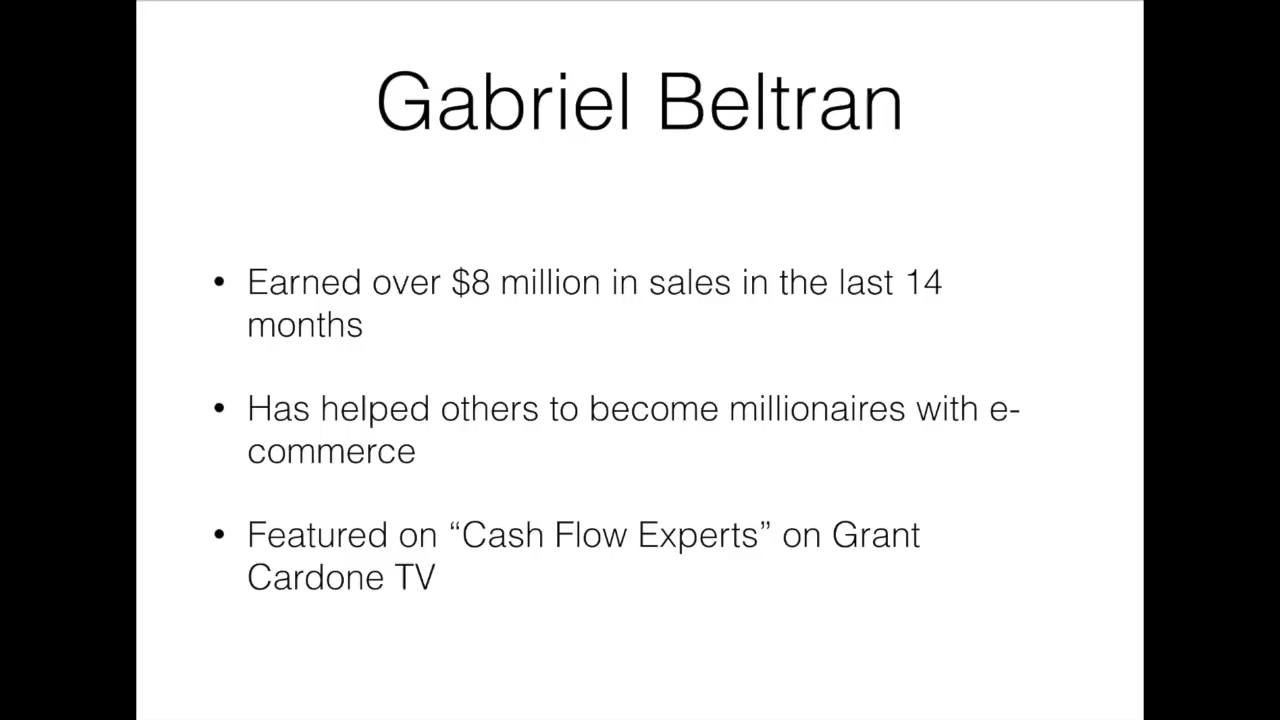 Gabriel Beltran
• Earned over $8 million in sales in the last 14
months
• Has helped others to become millionaires with e-
commerce
• Featured on “Cash Flow Experts” on Grant
Cardone TV